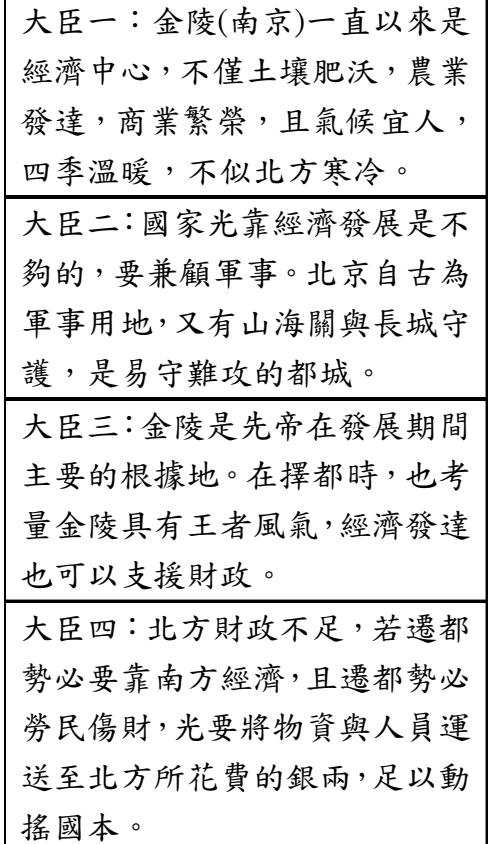 大臣一：金陵(南京)一直以來是
經濟中心，不僅土壤肥沃，農業
發達，商業繁榮，且氣候宜人，
四季溫暖，不似北方寒冷。
大臣二：國家光靠經濟發展是不
夠的，要兼顧軍事。北京自古為
軍事用地，又有山海關與長城守
護，是易守難攻的都城。
大臣三：金陵是先帝在發展期間
主要的根據地。在擇都時，也考
量金陵具有王者風氣，經濟發達
也可以支援財政。
大臣四：北方財政不足，若遷都
勢必要靠南方經濟，且遷都勢必
勞民傷財，光要將物資與人員運
送至北方所花費的銀兩，足以動
搖國本。